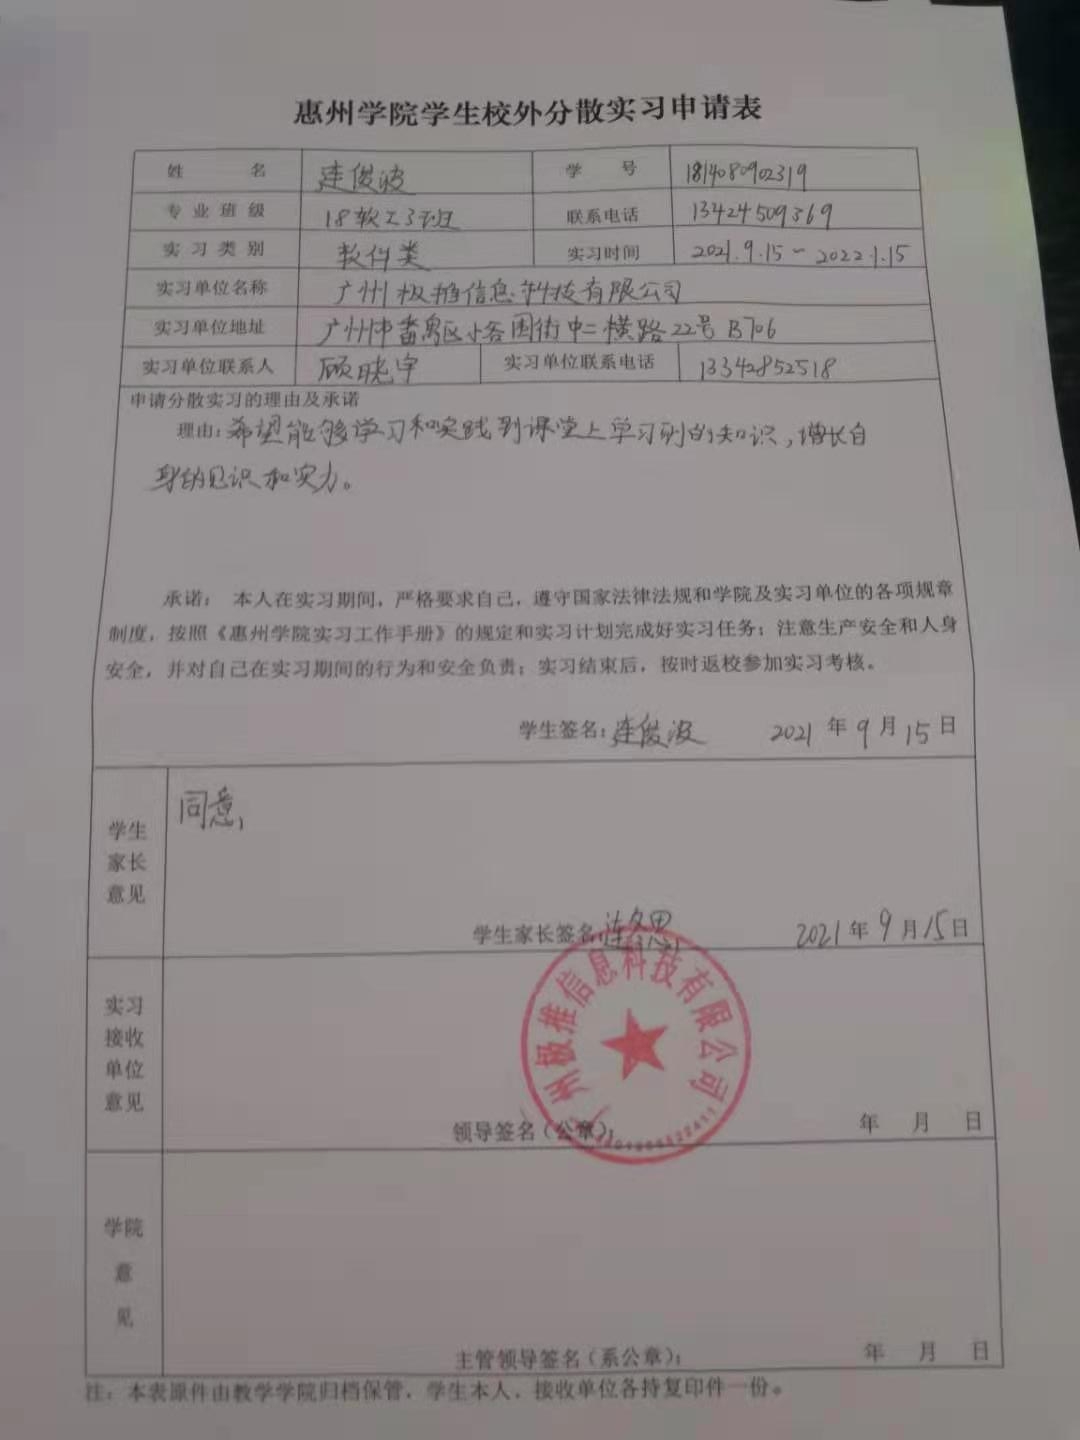 惠州学院学生校外分散实习申请表
姓 名 连俊波 学 号 1814080902319
专业班级 18软工3班 联系电话 13424509369
实习类别 软件类 实习时间 2021.9.15-2022.1.15
实习单位名称 广州极推信息科技有限公司
实习单位地址 广州市番禺区小谷围街中二横路22号B706
实习单位联系人 顾晓宇 实习单位联系电话 13342852518
申请分散实习的理由及承诺
理由:希望能够学习和实践到课堂上学习到的知识,增长自
身的见识和实力。
承诺: 本人在实习期间,严格要求自己,遵守国家法律法规和学院及实习单位的各项规章
制度,按照《惠州学院实习工作手册》的规定和实习计划完成好实习任务;注意生产安全和人身
安全,并对自己在实习期间的行为和安全负责;实习结束后,按时返校参加实习考核。
学生签名:连俊波 2021年9月15日
学生
家长
意见
同意
学生家长签名: 2021年9月15日
广州极推信息科技有限公司
实习
接收
单位
意见
领导签名(公章): 年 月 日
学院
意
见
主管领导签名(系公章): 年 月 日
注:本表原件由教学学院归档保管,学生本人、接收单位各持复印件一份。